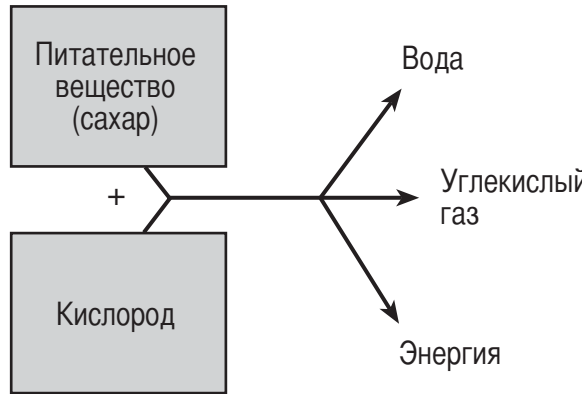 Питательное
вещество
(сахар)
+
Кислород
Вода
Углекислый
газ
Энергия